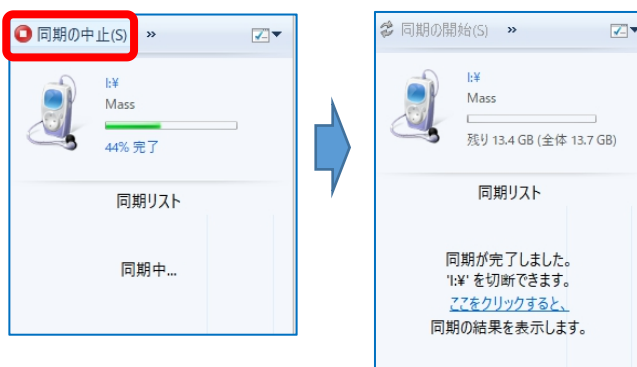 同期の中止(S) »
I:¥
Mass
44% 完了
同期リスト
同期中...
同期の開始(S) »
I:¥
Mass
残り 13.4 GB (全体 13.7 GB)
同期リスト
同期が完了しました。
'I:¥' を切断できます。
ここをクリックすると、
同期の結果を表示します。